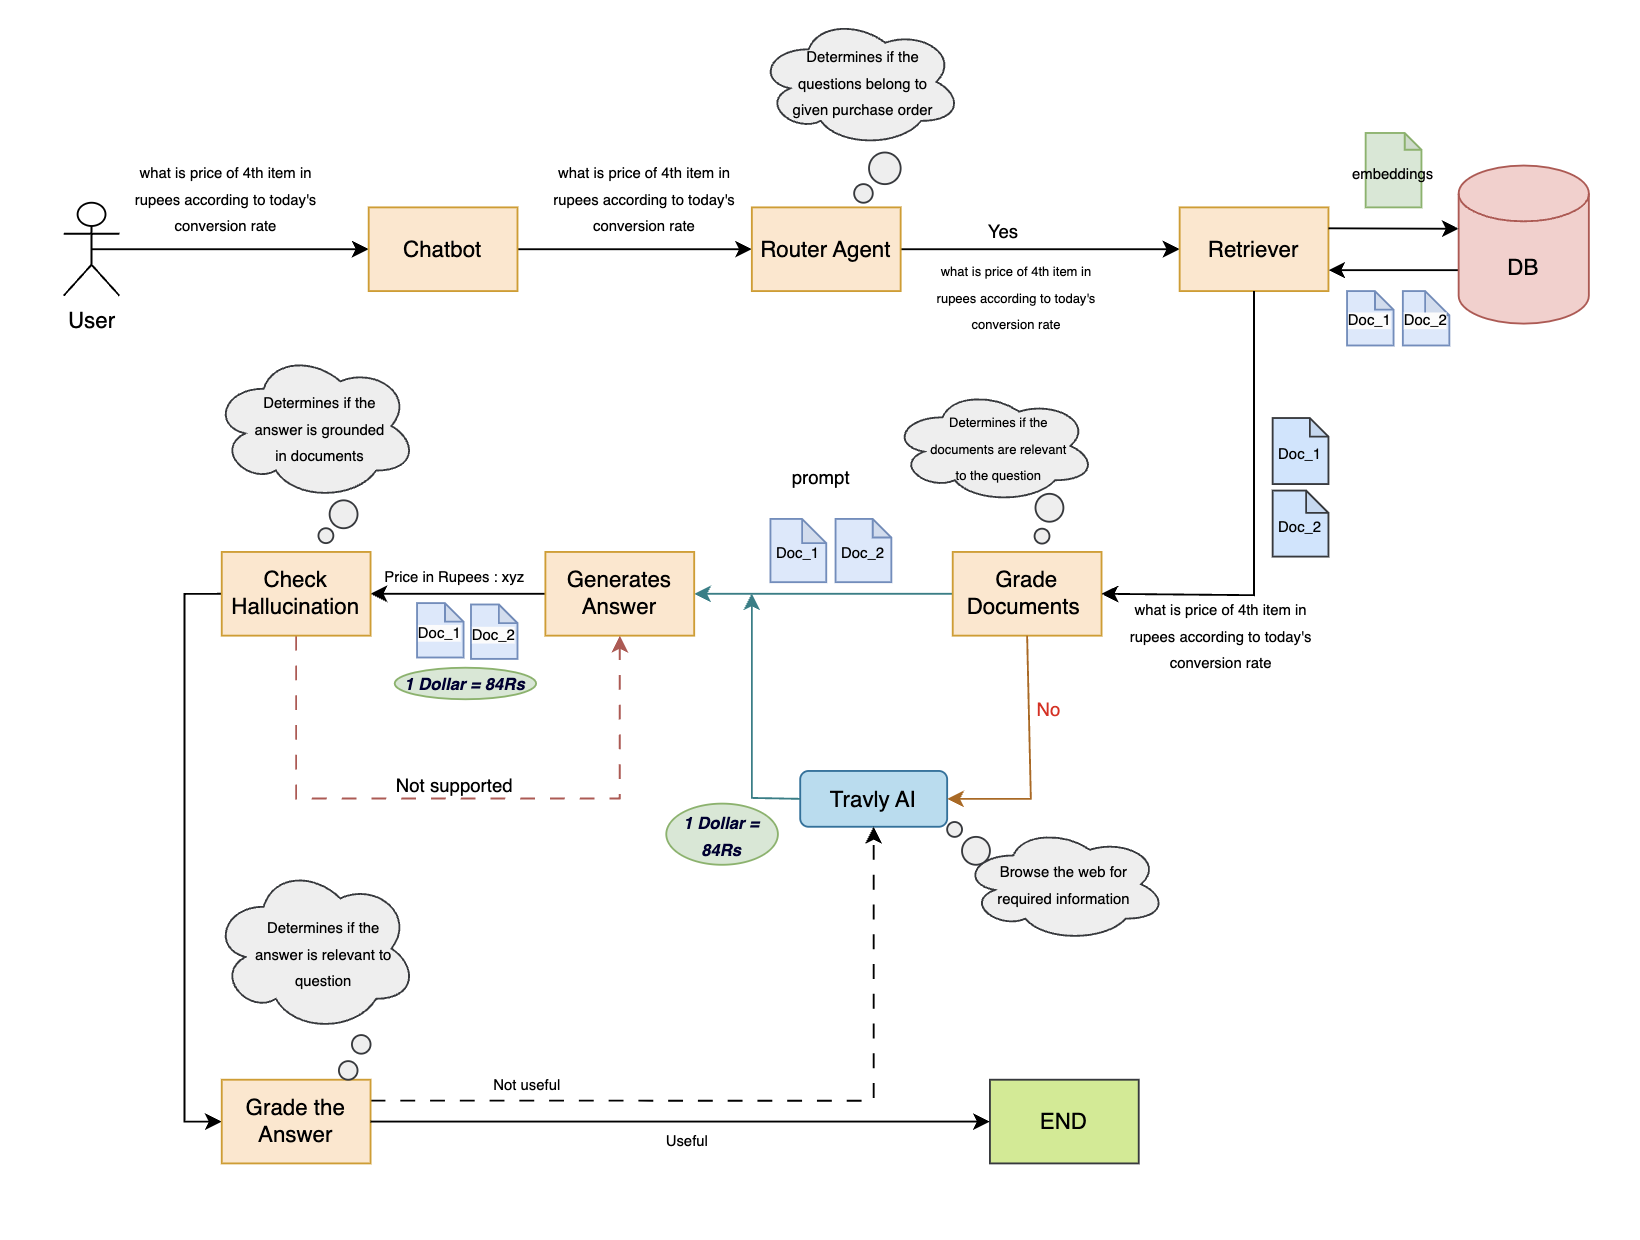 Determines if the
questions belong to
given purchase order
what is price of 4th item in
rupees according to today's
conversion rate
what is price of 4th item in
rupees according to today's
conversion rate
embeddings
User
Chatbot
Router Agent
Yes
what is price of 4th item in
rupees according to today's
conversion rate
Retriever
DB
Doc_1
Doc_2
Determines if the
answer is grounded
in documents
Determines if the
documents are relevant
to the question
Doc_1
Doc_2
prompt
Doc_1
Doc_2
Check
Hallucination
Price in Rupees : xyz
Doc_1
Doc_2
1 Dollar = 84Rs
Generates
Answer
Grade
Documents
what is price of 4th item in
rupees according to today's
conversion rate
No
Not supported
Travly AI
1 Dollar =
84Rs
Browse the web for
required information
Determines if the
answer is relevant to
question
Not useful
Grade the
Answer
Useful
END